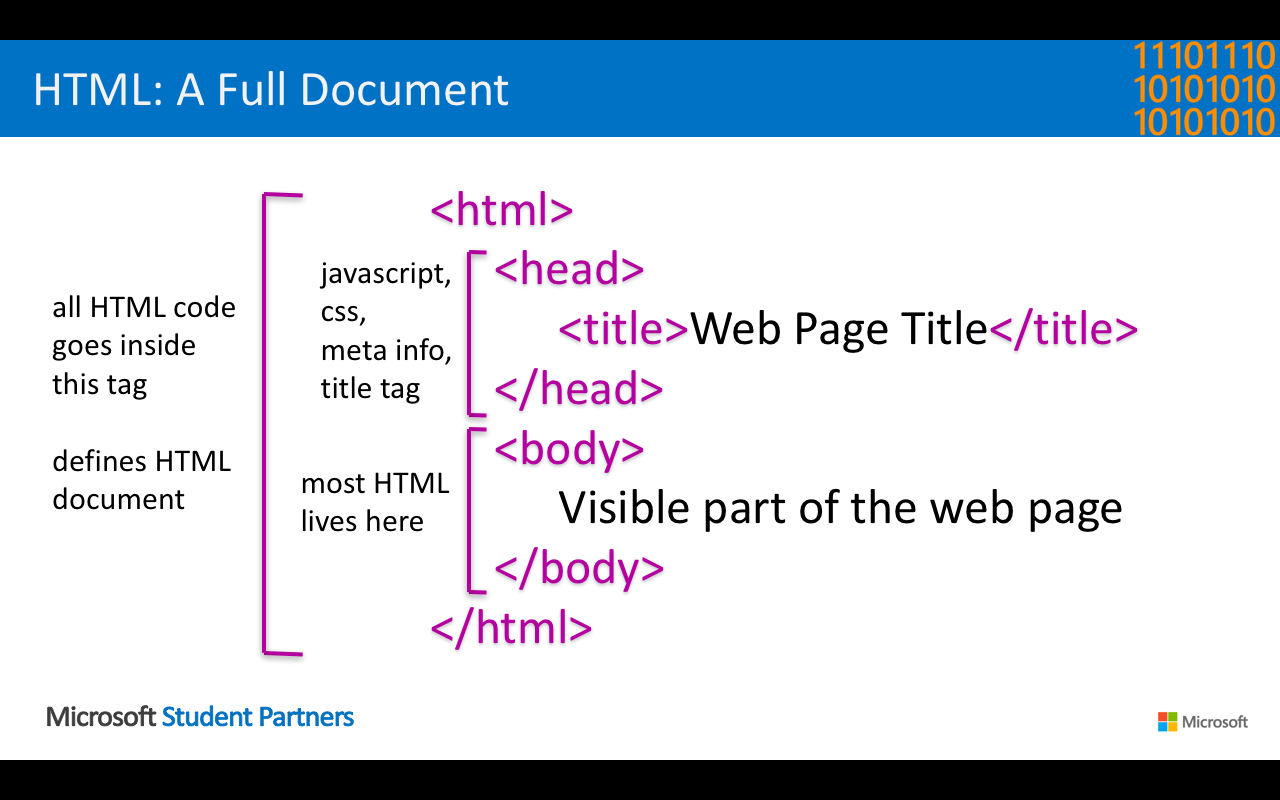 HTML: A Full Document
11101110
10101010
10101010
all HTML code
goes inside
this tag
defines HTML
document
javascript,
css,
meta info,
title tag
most HTML
lives here
<html>
<head>
<title>Web Page Title</title>
</head>
<body>
Visible part of the web page
</body>
</html>
Microsoft Student Partners
Microsoft